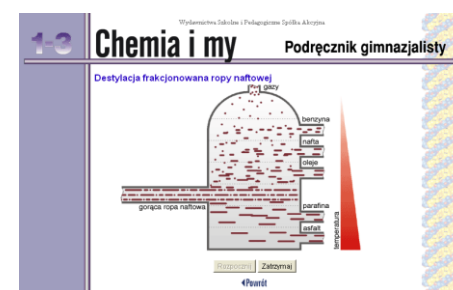 Wydawnictwa Szkolne i Pedagogiczne Spółka Akcyjna
1-3
Chemia i my
Podręcznik gimnazjalisty
Destylacja frakcjonowana ropy naftowej
gazy
benzyna
nafta
oleje
gorąca ropa naftowa
parafina
asfalt
temperatura
Rozpocznij
Zatrzymaj
Powrót